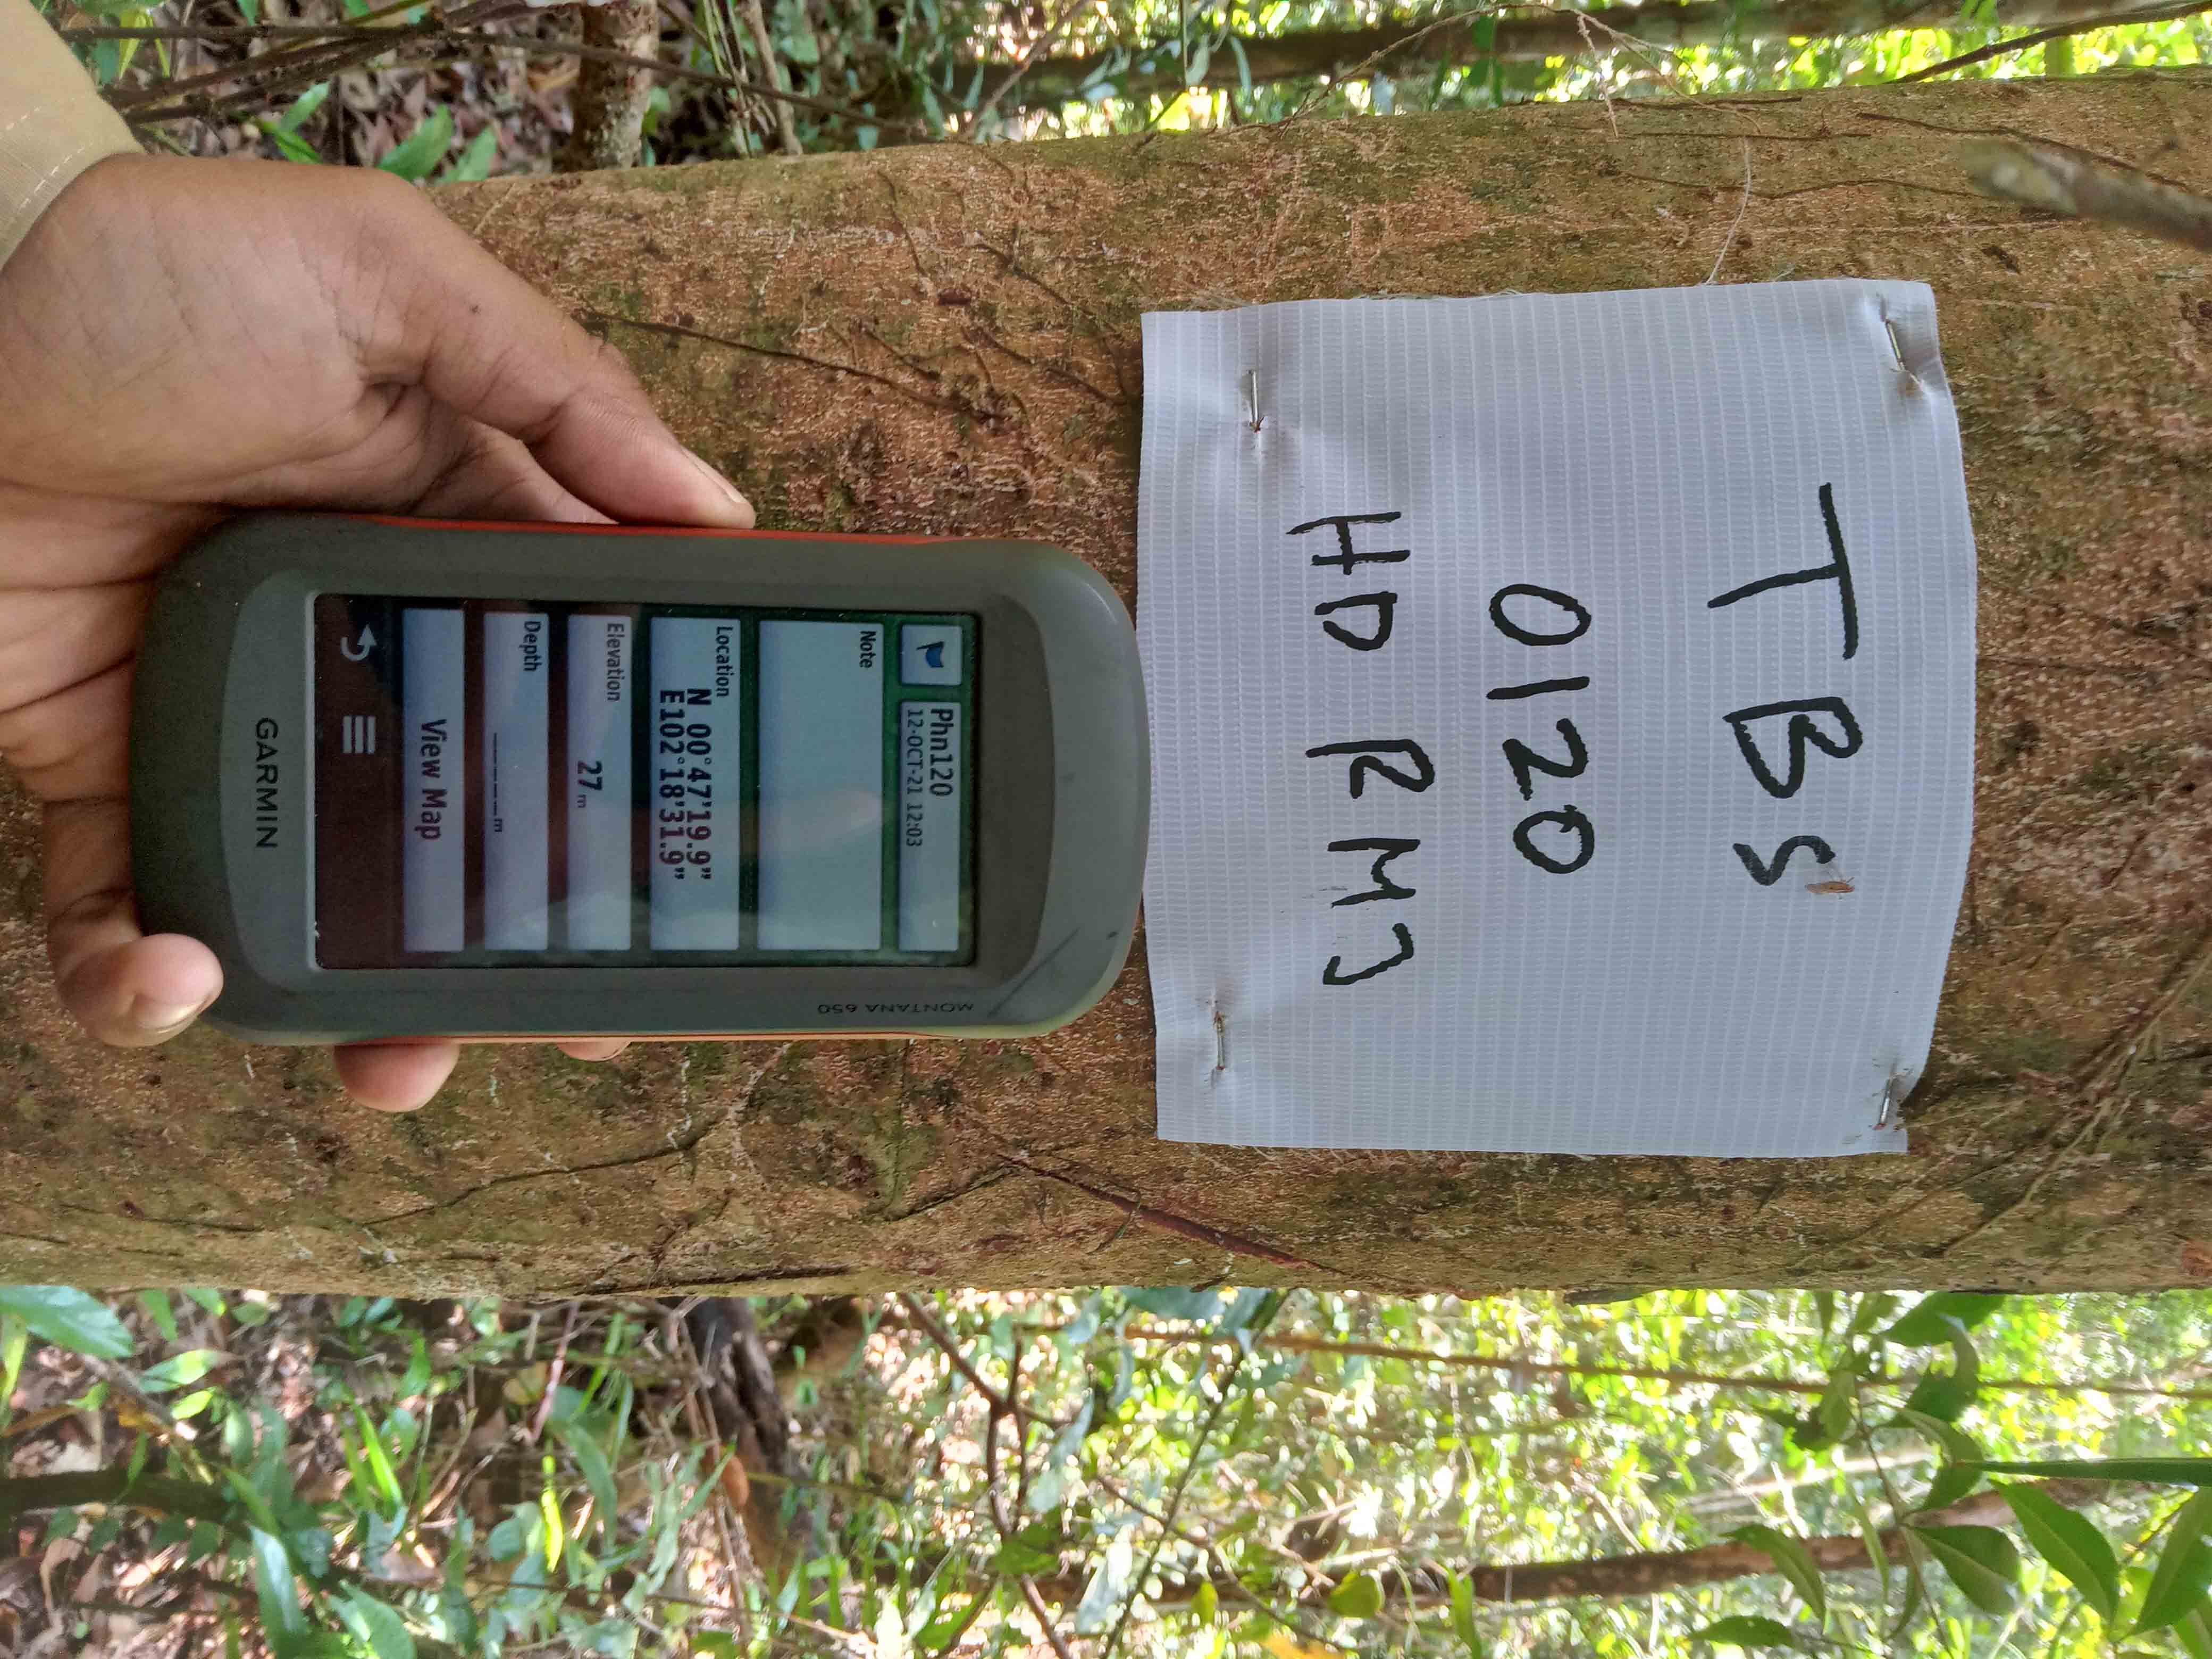 TBS
0120
HD RMJ
MONTANA 650
Phn120
12-OCT-21 12:03
Note
Location
N 00°47'19.9"
E102°18'31.9"
Elevation
27 m
Depth
_____m
View Map
GARMIN